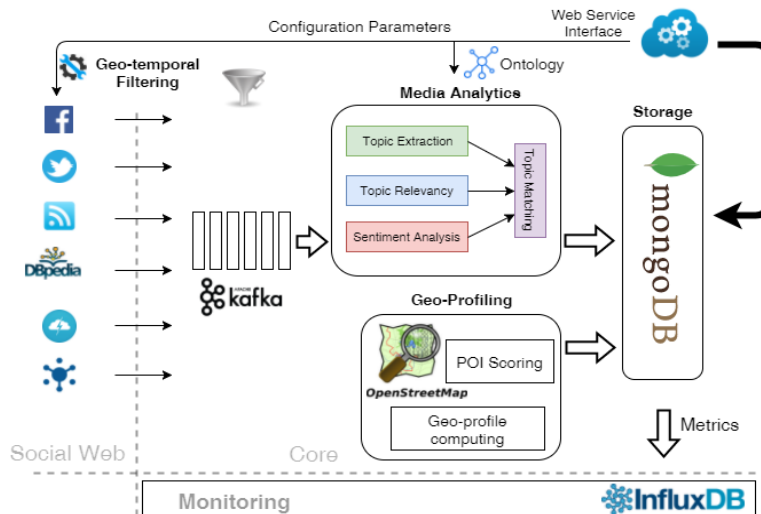 Configuration Parameters
Web Service
Interface
Geo-temporal
Filtering
Ontology
Media Analytics
Storage
Topic Extraction
Topic Relevancy
Sentiment Analysis
Topic Matching
mongoDB
DBpedia
APACHE
kafka
Geo-Profiling
POI Scoring
OpenStreetMap
Geo-profile
computing
Metrics
Social Web
Core
Monitoring
InfluxDB